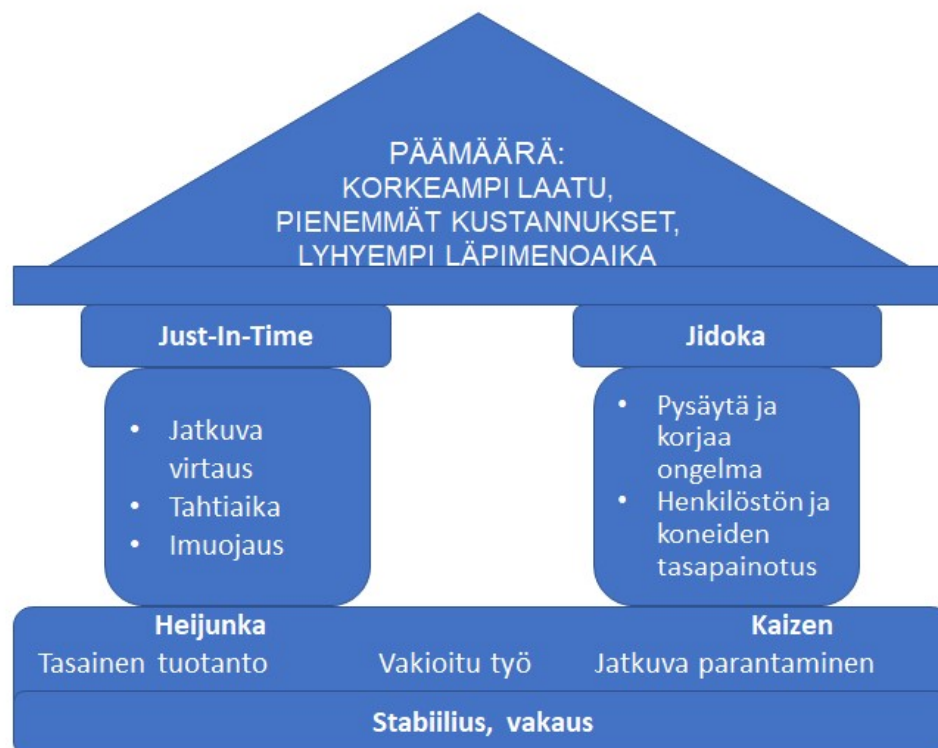 PÄÄMÄÄRÄ:
KORKEAMPI LAATU,
PIENEMMÄT KUSTANNUKSET,
LYHYEMPI LÄPIMENOAIKA
Just-In-Time
• Jatkuva
virtaus
• Tahtiaika
• Imuojaus
Jidoka
• Pysäytä ja
korjaa
ongelma
• Henkilöstön ja
koneiden
tasapainotus
Heijunka Kaizen
Tasainen tuotanto Vakioitu työ Jatkuva parantaminen
Stabiilius, vakaus